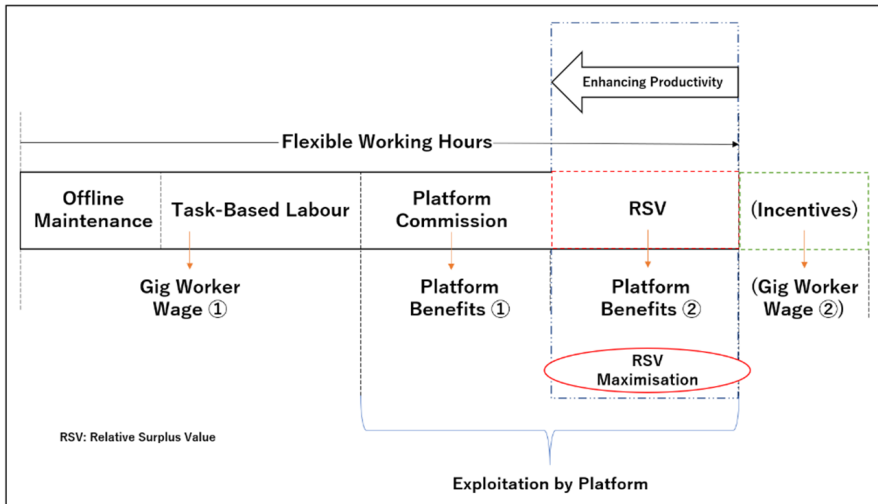 Enhancing Productivity
Flexible Working Hours
Offline
Maintenance
Task-Based Labour
Platform
Commission
RSV
(Incentives)
Gig Worker
Wage ①
Platform
Benefits ①
Platform
Benefits ②
(Gig Worker
Wage ②)
RSV
Maximisation
RSV: Relative Surplus Value
Exploitation by Platform